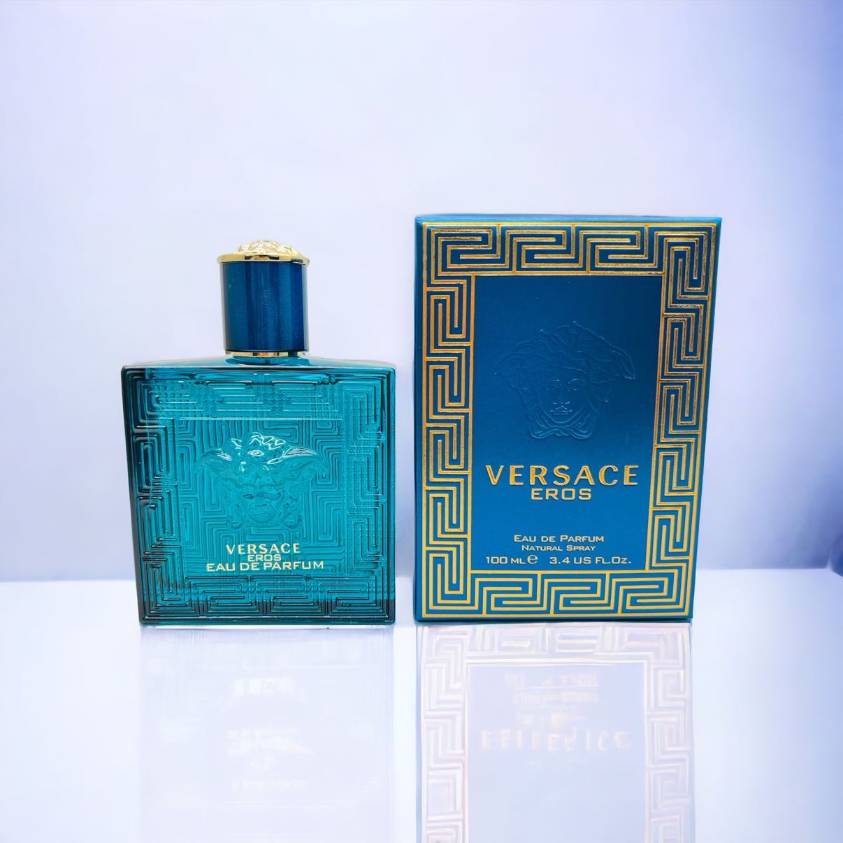 VERSACE
EROS
EAU DE PARFUM
VERSACE
EROS
EAU DE PARFUM
NATURAL SPRAY
100 ML e 3.4 US FL.OZ.